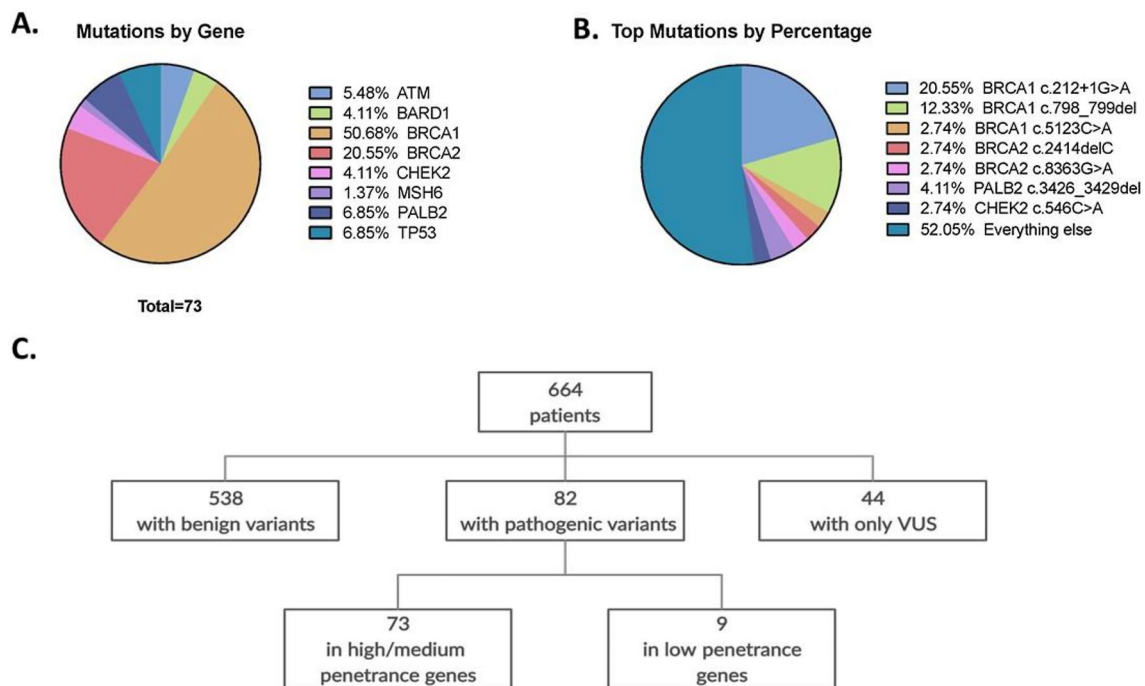 A.
Mutations by Gene
5.48% ATM
4.11% BARD1
50.68% BRCA1
20.55% BRCA2
4.11% CHEK2
1.37% MSH6
6.85% PALB2
6.85% TP53
Total=73
B.
Top Mutations by Percentage
20.55% BRCA1 c.212+1G>A
12.33% BRCA1 c.798_799del
2.74% BRCA1 c.5123C>A
2.74% BRCA2 c.2414delC
2.74% BRCA2 c.8363G>A
4.11% PALB2 c.3426_3429del
2.74% CHEK2 c.546C>A
52.05% Everything else
C.
664
patients
538
with benign variants
82
with pathogenic variants
44
with only VUS
73
in high/medium
penetrance genes
9
in low penetrance
genes